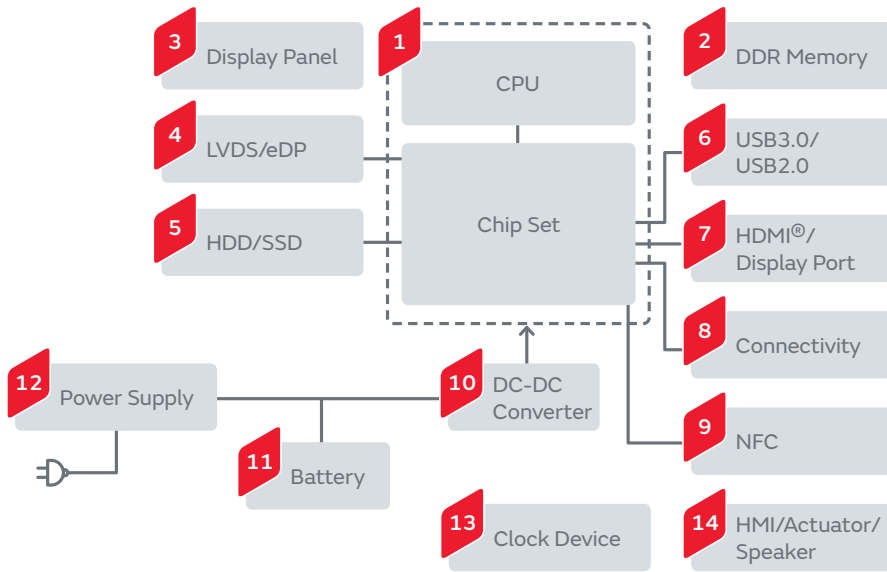 3
Display Panel
1
CPU
2
DDR Memory
4
LVDS/eDP
6
USB3.0/
USB2.0
5
HDD/SSD
Chip Set
7
HDMI®/
Display Port
8
Connectivity
12
Power Supply
10
DC-DC
Converter
9
NFC
11
Battery
13
Clock Device
14
HMI/Actuator/
Speaker